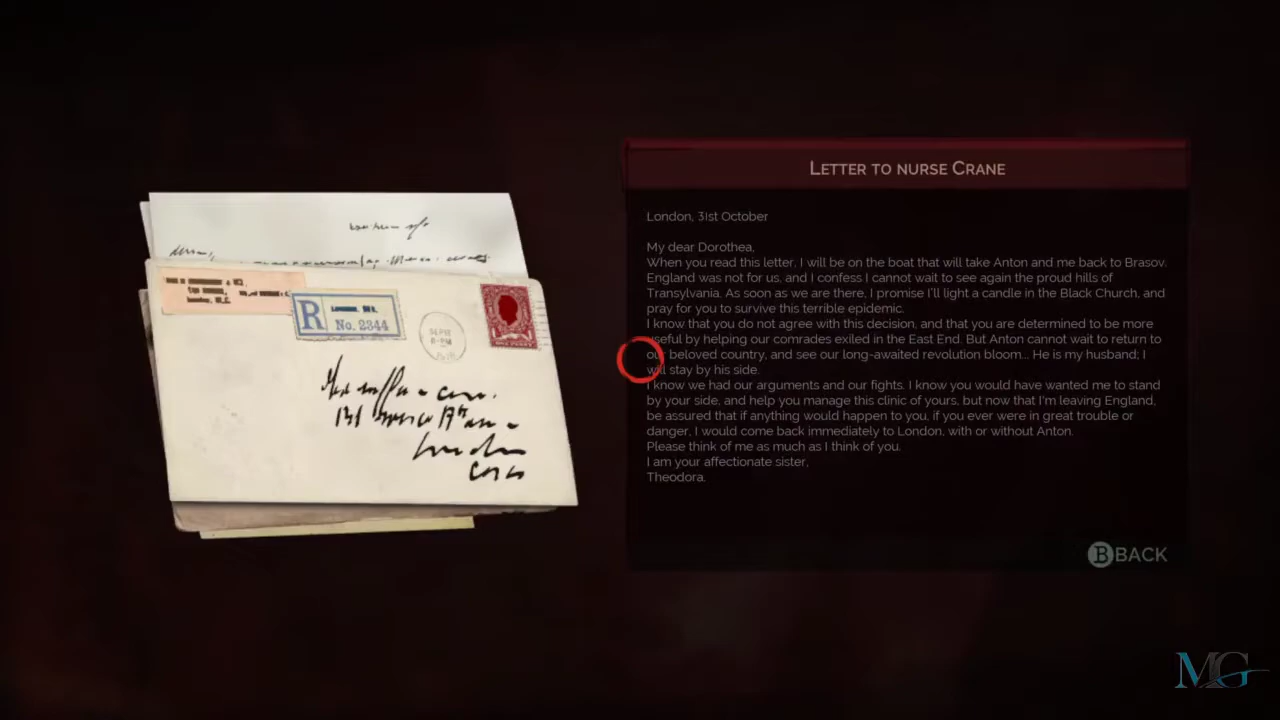 LETTER TO NURSE CRANE
London, 31st October
My dear Dorothea,
When you read this letter, I will be on the boat that will take Anton and me back to Brasov.
England was not for us, and I confess I cannot wait to see again the proud hills of
Transylvania. As soon as we are there, I promise I'll light a candle in the Black Church, and
pray for you to survive this terrible epidemic.
I know that you do not agree with this decision, and that you are determined to be more
useful by helping our comrades exiled in the East End. But Anton cannot wait to return to
our beloved country, and see our long-awaited revolution bloom... He is my husband; I
will stay by his side.
I know we had our arguments and our fights. I know you would have wanted me to stand
by your side, and help you manage this clinic of yours, but now that I'm leaving England,
be assured that if anything would happen to you, if you ever were in great trouble or
danger, I would come back immediately to London, with or without Anton.
Please think of me as much as I think of you.
I am your affectionate sister,
Theodora.
R
No. 2344
London
B BACK
MG